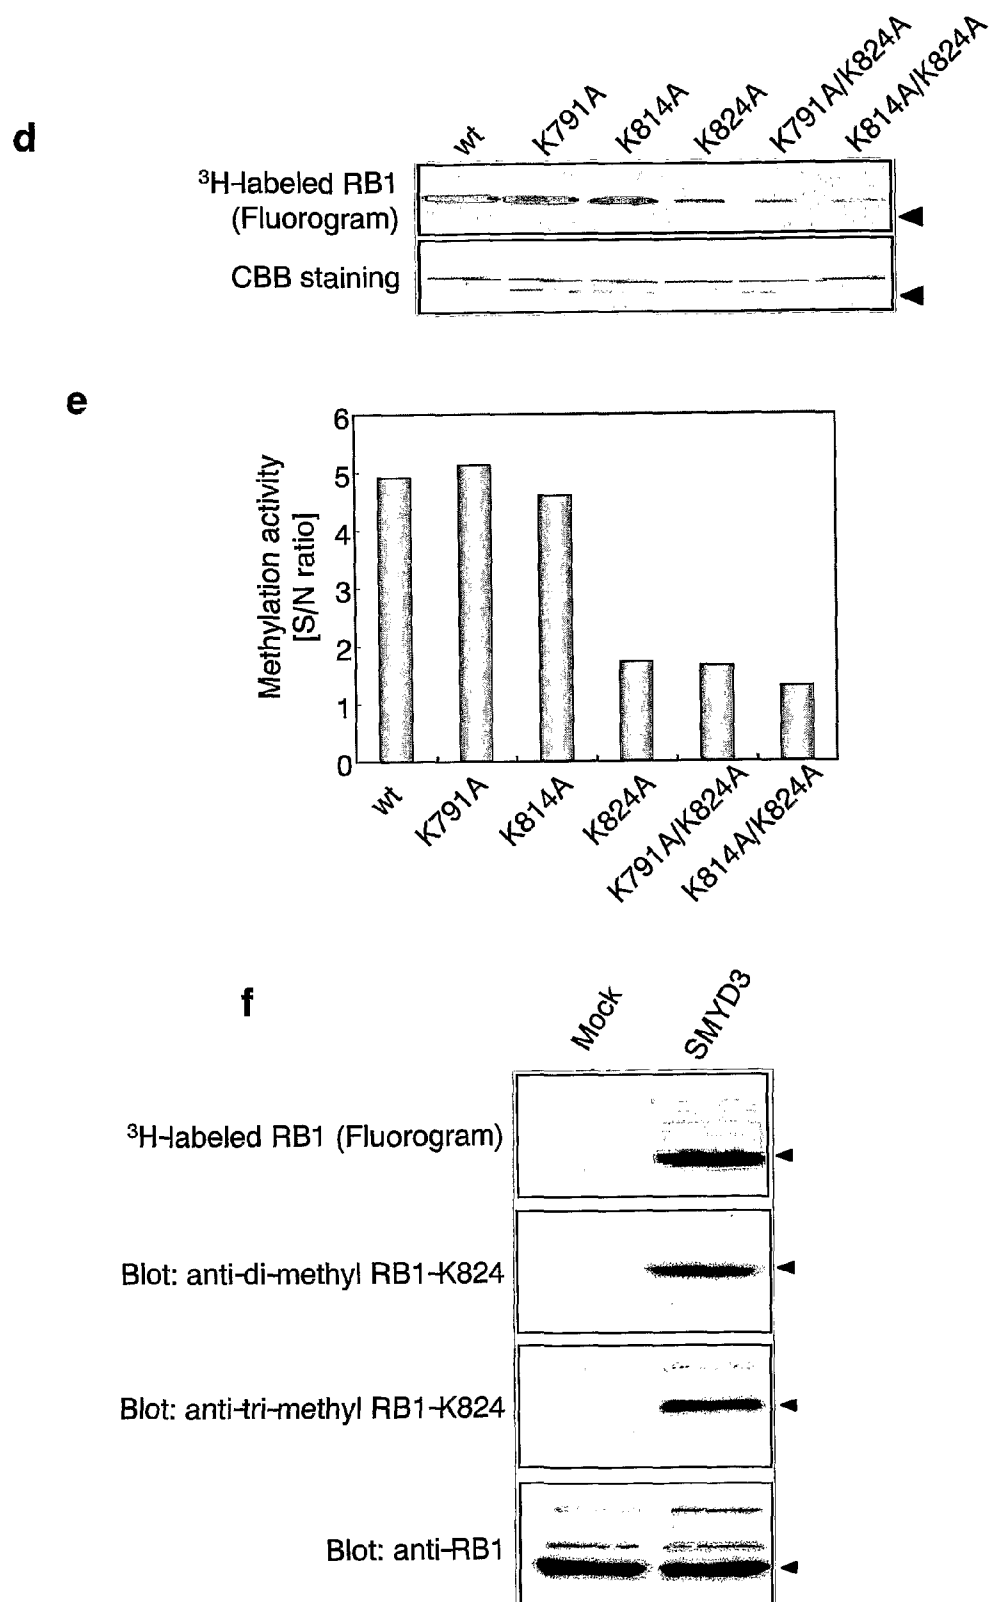 d
wt K791A K814A K824A K791A/K824A K814A/K824A
³H-labeled RB1
(Fluorogram)
CBB staining
e
Methylation activity
[S/N ratio]
6
5
4
3
2
1
0
wt K791A K814A K824A K791A/K824A K814A/K824A
f
Mock SMYD3
³H-labeled RB1 (Fluorogram)
Blot: anti-di-methyl RB1-K824
Blot: anti-tri-methyl RB1-K824
Blot: anti-RB1